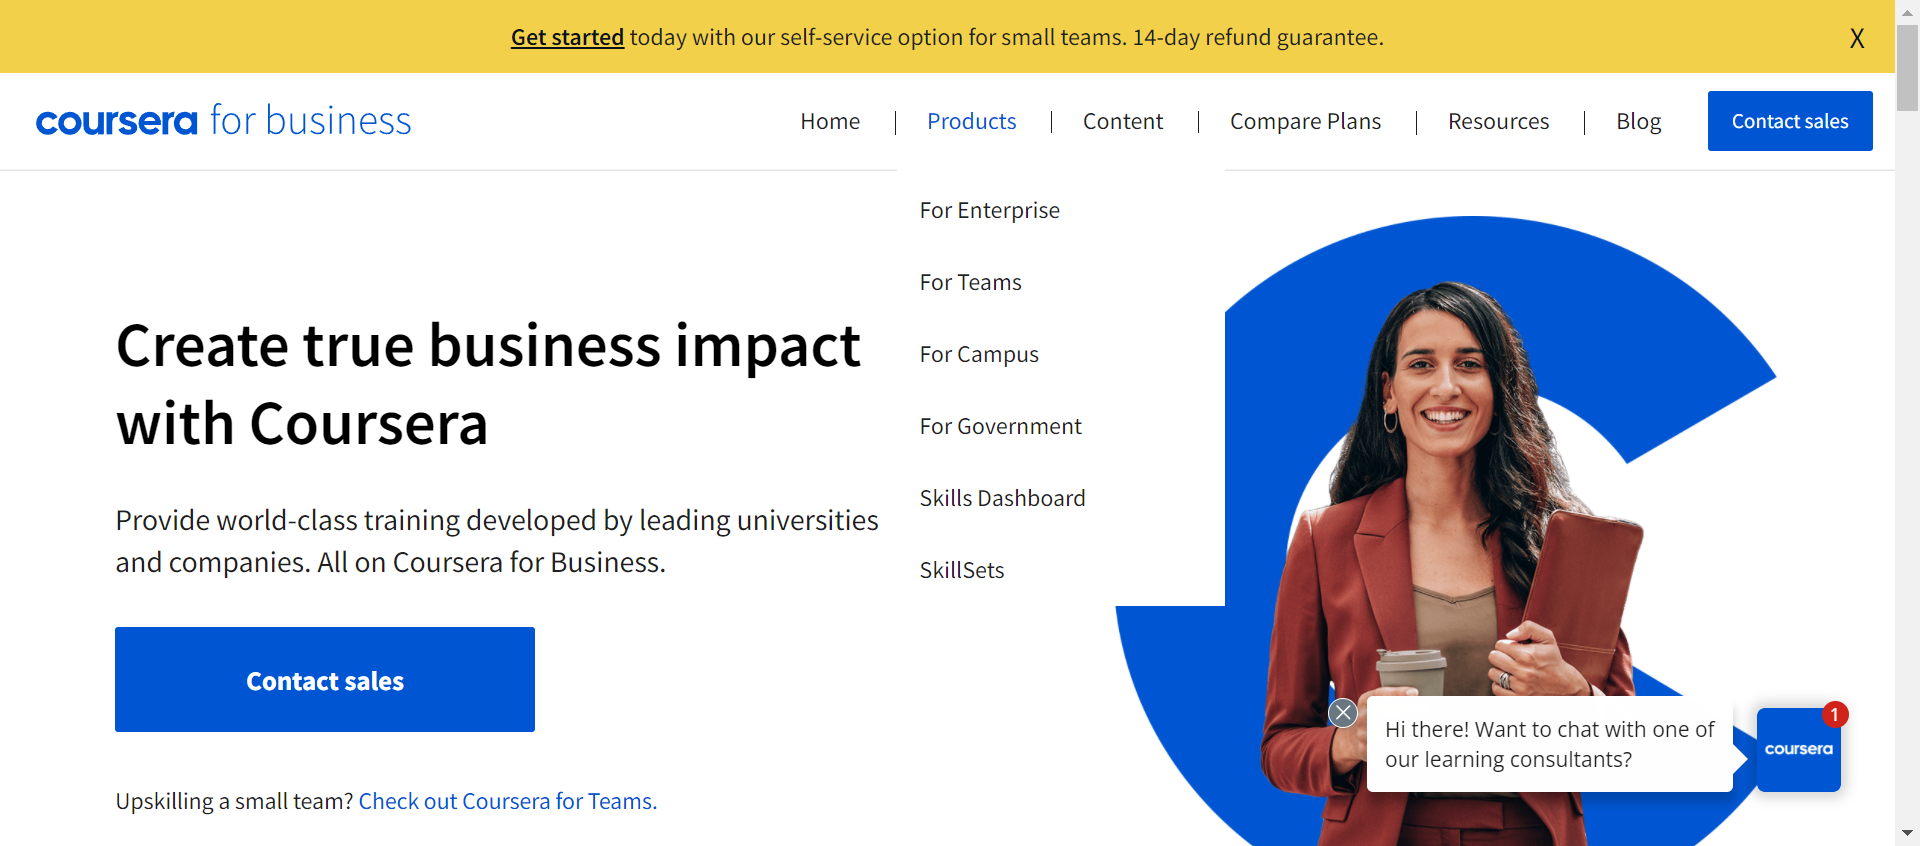 Get started today with our self-service option for small teams. 14-day refund guarantee.
X
coursera for business
Home
Products
Content
Compare Plans
Resources
Blog
Contact sales
For Enterprise
For Teams
For Campus
For Government
Skills Dashboard
SkillSets
Create true business impact
with Coursera
Provide world-class training developed by leading universities
and companies. All on Coursera for Business.
Contact sales
Upskilling a small team? Check out Coursera for Teams.
Hi there! Want to chat with one of
our learning consultants?
coursera
1